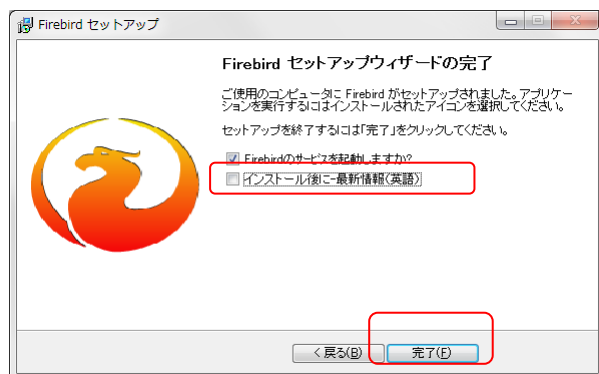 Firebird セットアップ
Firebird セットアップウィザードの完了
ご使用のコンピュータに Firebird がセットアップされました。アプリケー
ションを実行するにはインストールされたアイコンを選択してください。
セットアップを終了するには「完了」をクリックしてください。
Firebirdのサービスを起動しますか?
インストール後に-最新情報(英語)
< 戻る(B)
完了(F)